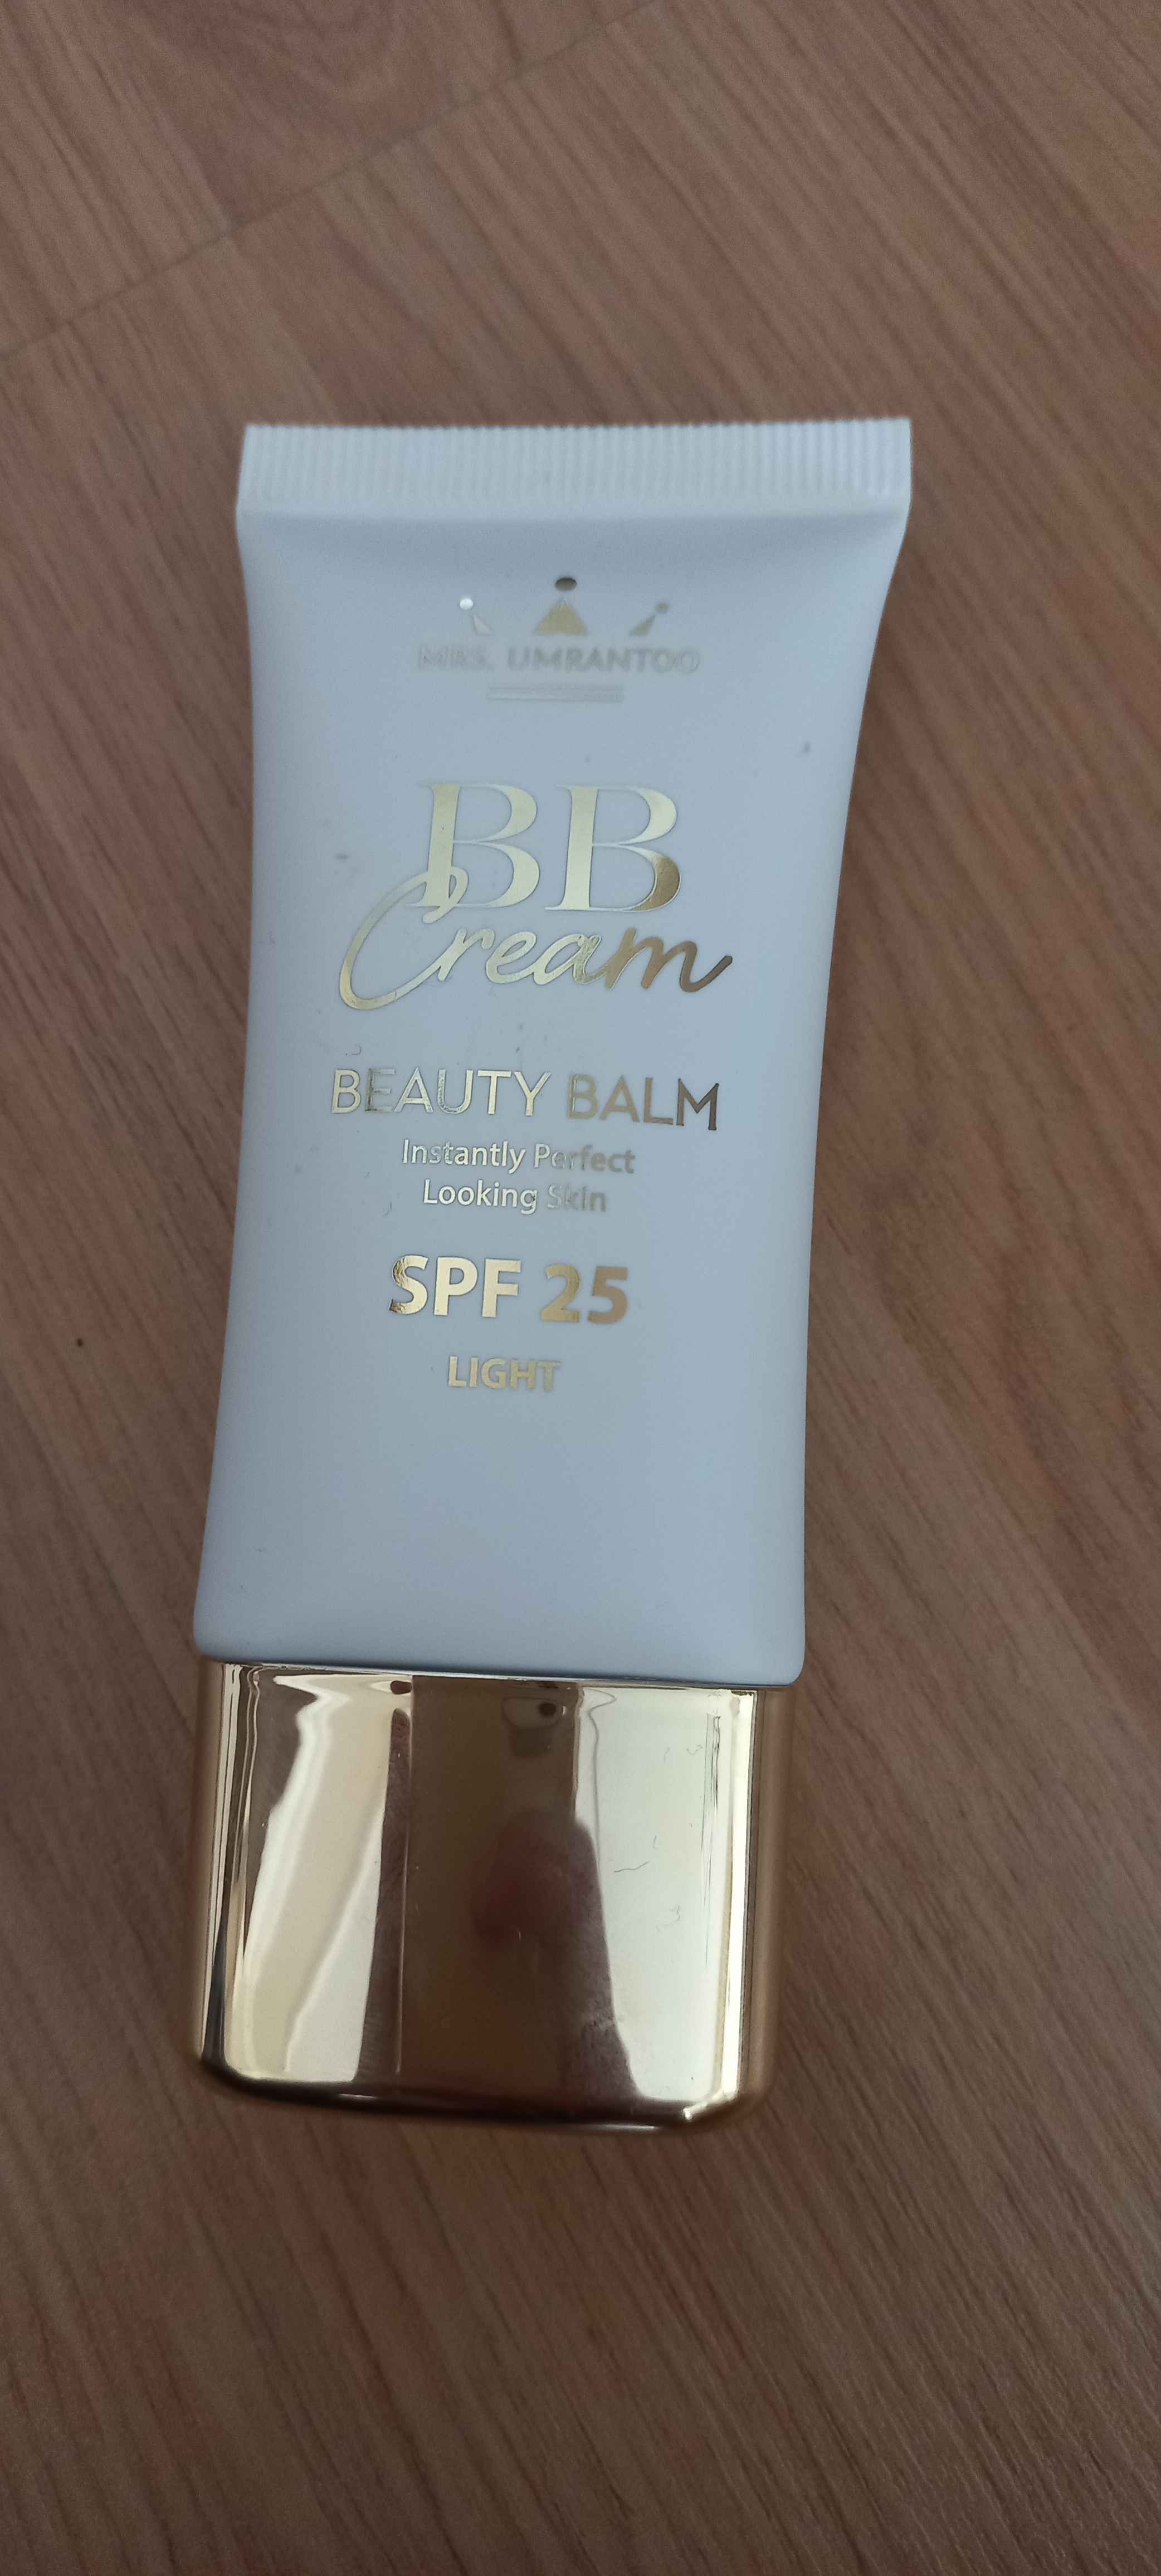 MRS. UMRANTOO
BB
Cream
BEAUTY BALM
Instantly Perfect
Looking Skin
SPF 25
LIGHT